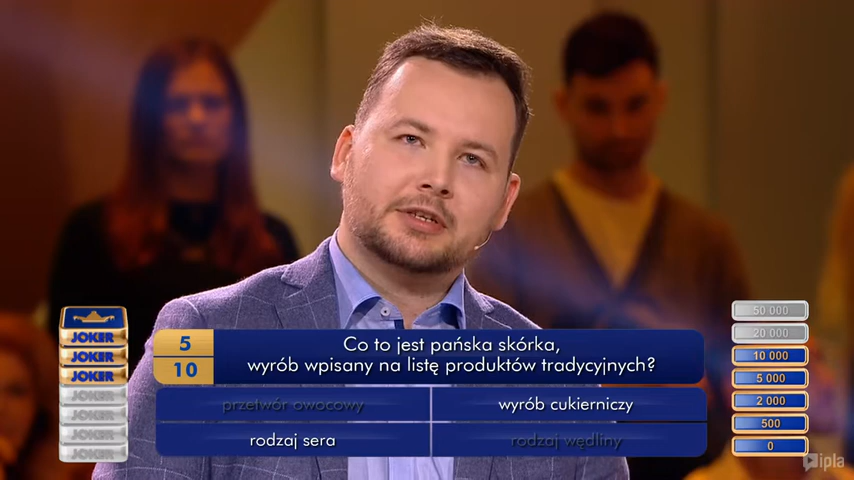 5
10
Co to jest pańska skórka,
wyrób wpisany na listę produktów tradycyjnych?
przetwór owocowy
wyrób cukierniczy
rodzaj sera
rodzaj wędliny
JOKER
JOKER
JOKER
JOKER
JOKER
JOKER
JOKER
50 000
20 000
10 000
5 000
2 000
500
0
ipla